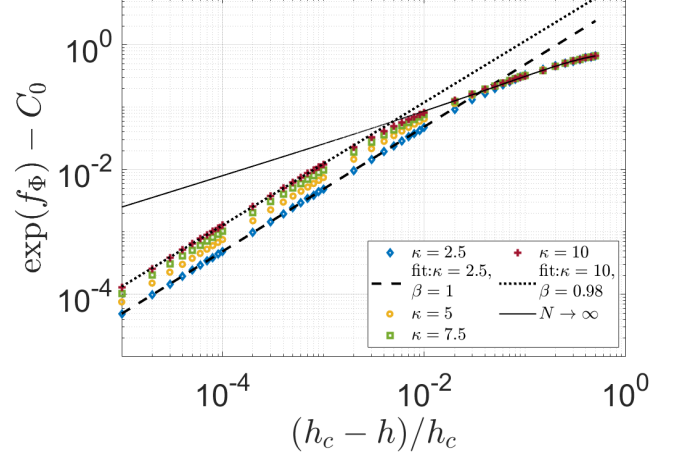 10^0
10^-2
10^-4
exp(f_Φ) − C_0
κ = 2.5
fit:κ = 2.5,
β = 1
κ = 5
κ = 7.5
κ = 10
fit:κ = 10,
β = 0.98
N → ∞
10^-4
10^-2
10^0
(h_c − h)/h_c